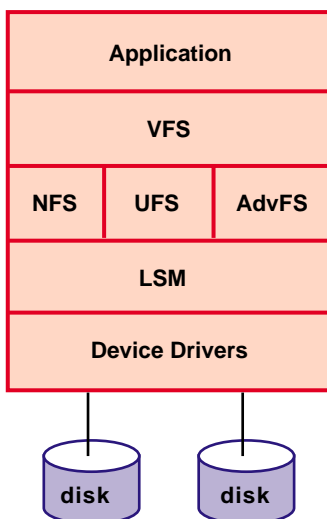 Application
VFS
NFS UFS AdvFS
LSM
Device Drivers
disk disk